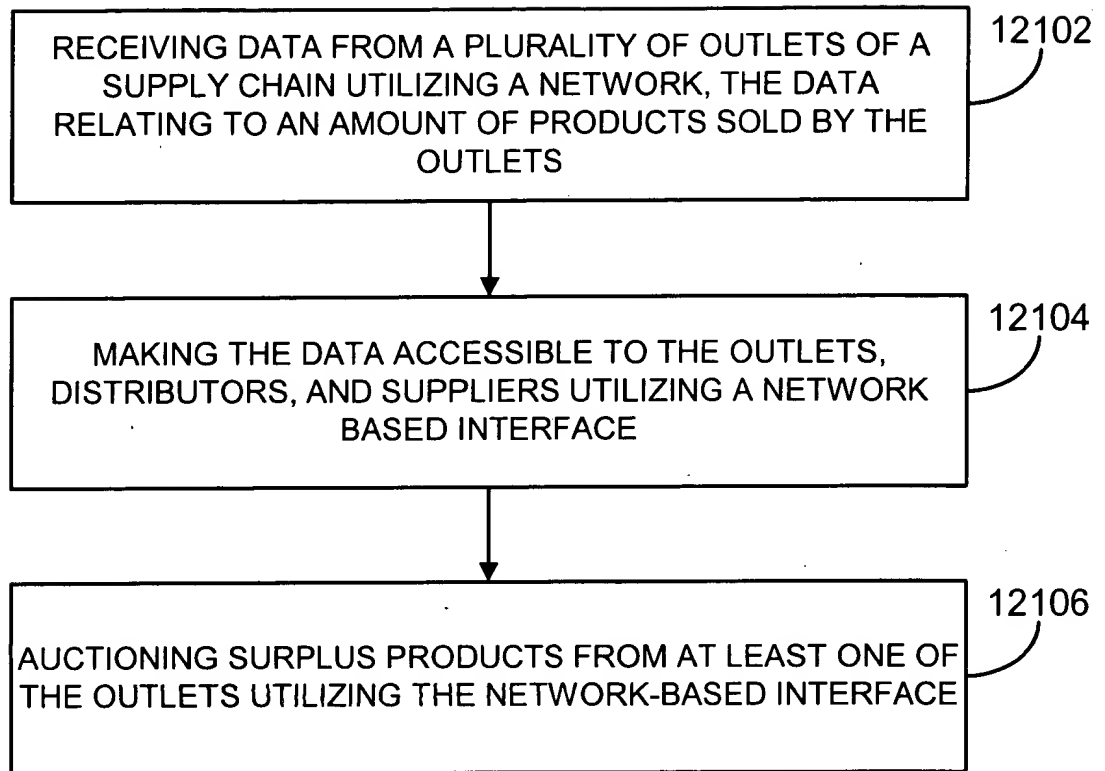 RECEIVING DATA FROM A PLURALITY OF OUTLETS OF A
SUPPLY CHAIN UTILIZING A NETWORK, THE DATA
RELATING TO AN AMOUNT OF PRODUCTS SOLD BY THE
OUTLETS
12102
MAKING THE DATA ACCESSIBLE TO THE OUTLETS,
DISTRIBUTORS, AND SUPPLIERS UTILIZING A NETWORK
BASED INTERFACE
12104
AUCTIONING SURPLUS PRODUCTS FROM AT LEAST ONE OF
THE OUTLETS UTILIZING THE NETWORK-BASED INTERFACE
12106